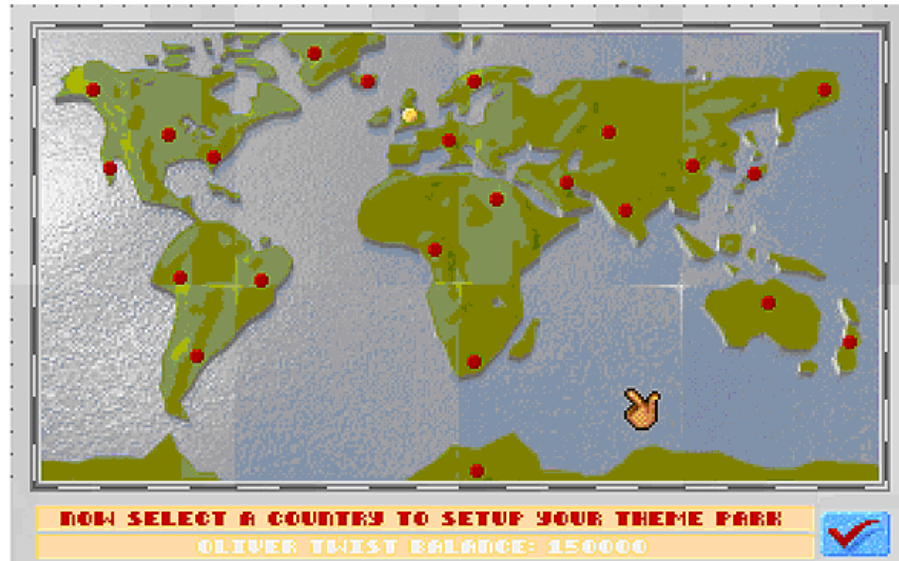 NOW SELECT A COUNTRY TO SETUP YOUR THEME PARK
OLIVER TWIST BALANCE: 150000